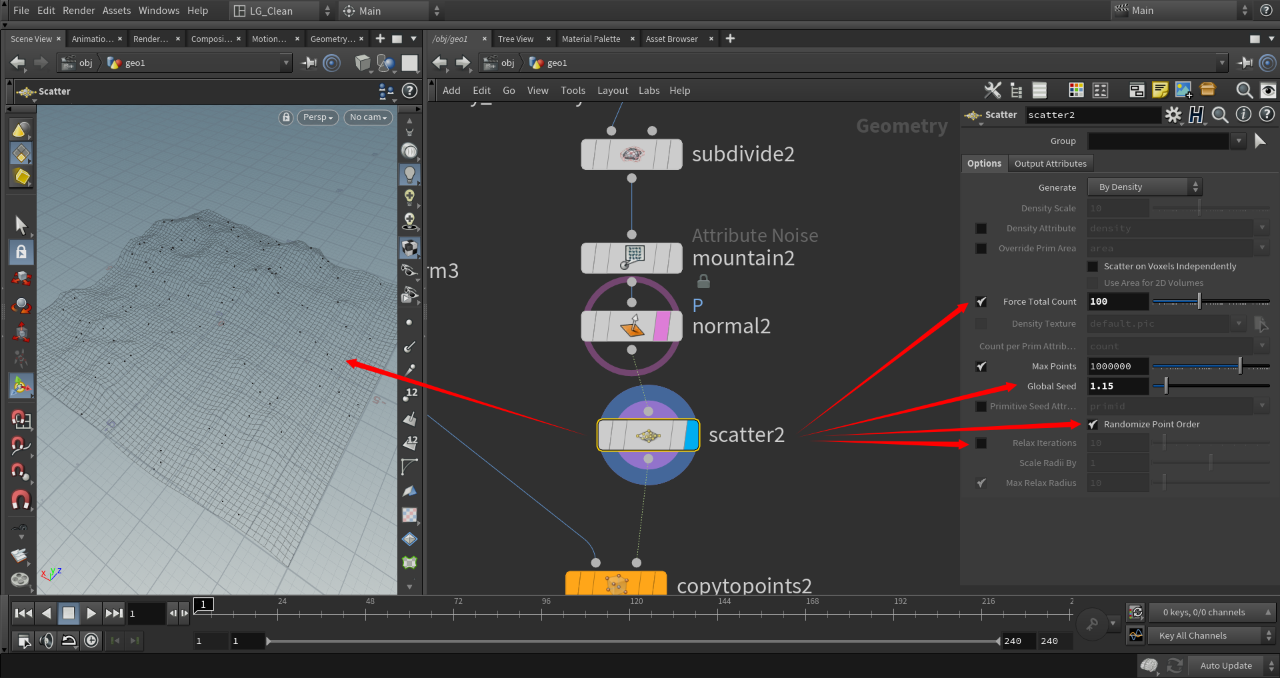 File Edit Render Assets Windows Help LG_Clean Main Main
Scene View Animatio... Render... Composi... Motion... Geometry...
/obj/geo1 Tree View Material Palette Asset Browser
obj geo1
obj geo1
Scatter
Add Edit Go View Tools Layout Labs Help
Persp No cam
Geometry
subdivide2
Attribute Noise
mountain2
P
normal2
rm3
scatter2
copytopoints2
Scatter scatter2
Group
Options Output Attributes
Generate By Density
Density Scale 10
Density Attribute density
Override Prim Area area
Scatter on Voxels Independently
Use Area for 2D Volumes
Force Total Count 100
Density Texture default.pic
Count per Prim Attrib... count
Max Points 1000000
Global Seed 1.15
Primitive Seed Attr... primid
Randomize Point Order
Relax Iterations 10
Scale Radii By 1
Max Relax Radius 10
12
12
x y z
1 1 24 48 72 96 120 144 168 192 216 2
0 keys, 0/0 channels
1 1 240 240 Key All Channels
Auto Update